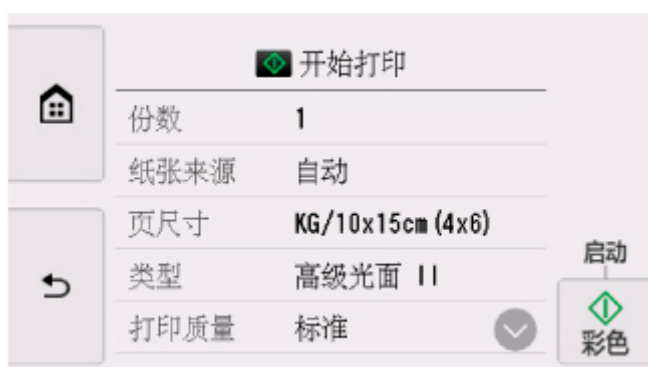 开始打印
份数 1
纸张来源 自动
页尺寸 KG/10x15cm(4x6)
类型 高级光面 II
打印质量 标准
启动
彩色